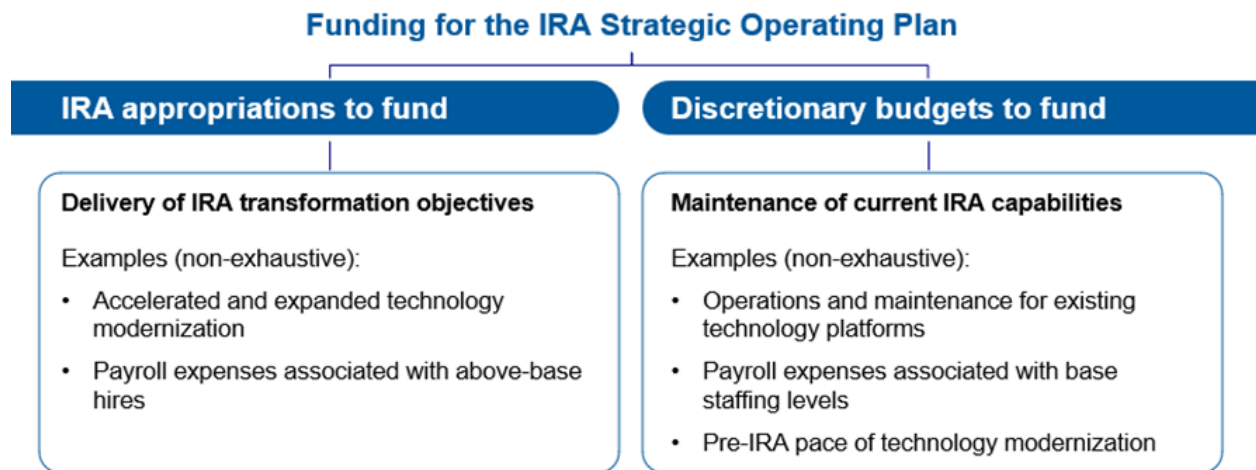 Funding for the IRA Strategic Operating Plan
IRA appropriations to fund
Delivery of IRA transformation objectives
Examples (non-exhaustive):
• Accelerated and expanded technology
modernization
• Payroll expenses associated with above-base
hires
Discretionary budgets to fund
Maintenance of current IRA capabilities
Examples (non-exhaustive):
• Operations and maintenance for existing
technology platforms
• Payroll expenses associated with base
staffing levels
• Pre-IRA pace of technology modernization